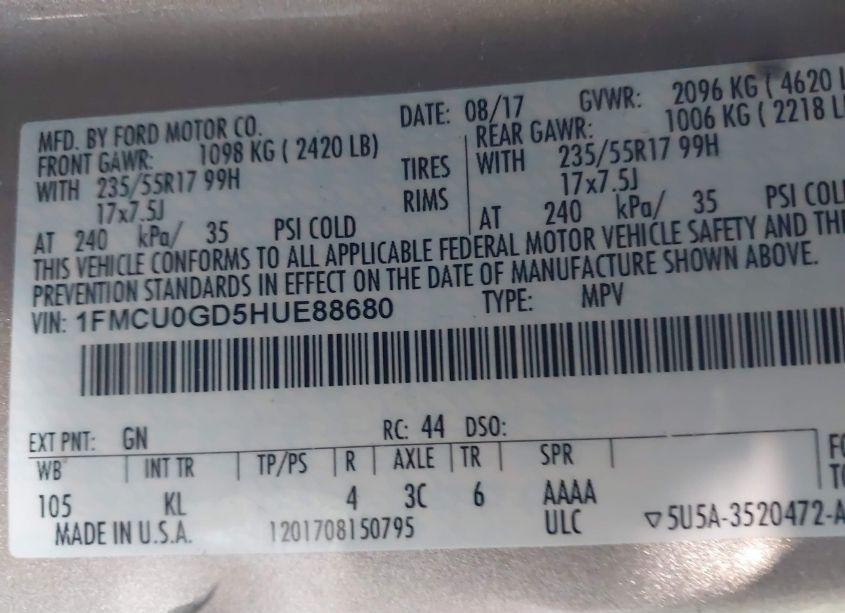 MFD. BY FORD MOTOR CO. DATE: 08/17 GVWR: 2096 KG ( 4620 L
FRONT GAWR: 1098 KG ( 2420 LB) REAR GAWR: 1006 KG ( 2218 L
WITH 235/55R17 99H TIRES WITH 235/55R17 99H
17x7.5J RIMS 17x7.5J
AT 240 kPa/ 35 PSI COLD AT 240 kPa/ 35 PSI COL
THIS VEHICLE CONFORMS TO ALL APPLICABLE FEDERAL MOTOR VEHICLE SAFETY AND THE
PREVENTION STANDARDS IN EFFECT ON THE DATE OF MANUFACTURE SHOWN ABOVE.
VIN: 1FMCU0GD5HUE88680 TYPE: MPV
EXT PNT: GN RC: 44 DSO:
WB INT TR TP/PS R AXLE TR SPR
105 KL 4 3C 6 AAAA
MADE IN U.S.A. 1201708150795 ULC ▽5U5A-3520472-A